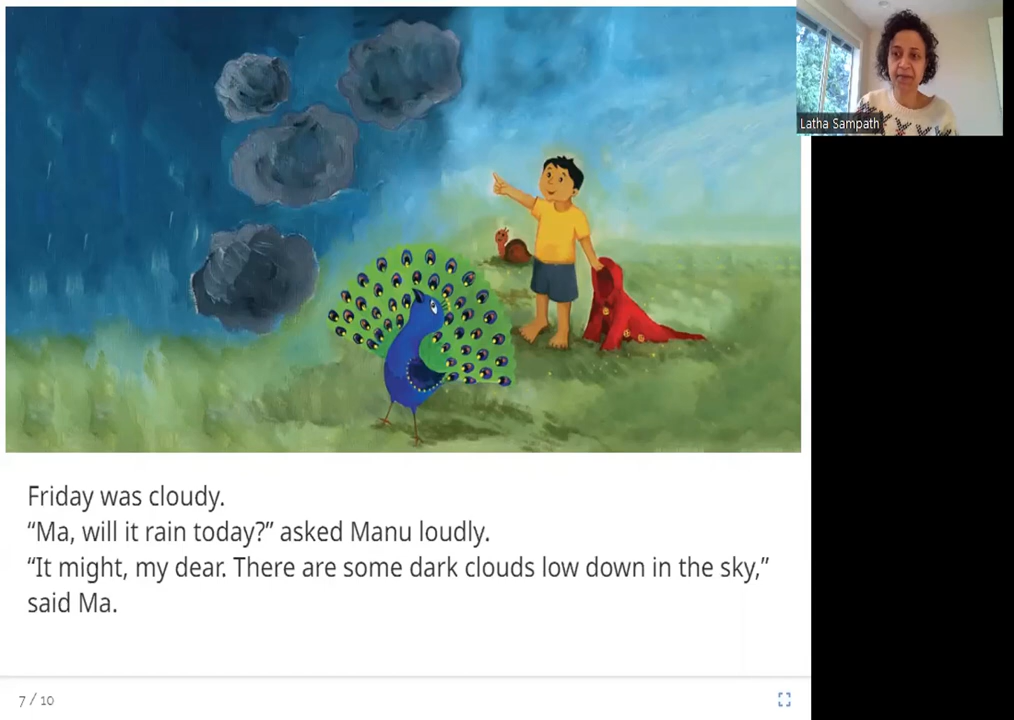 Latha Sampath
Friday was cloudy.
“Ma, will it rain today?” asked Manu loudly.
“It might, my dear. There are some dark clouds low down in the sky,”
said Ma.
7 / 10